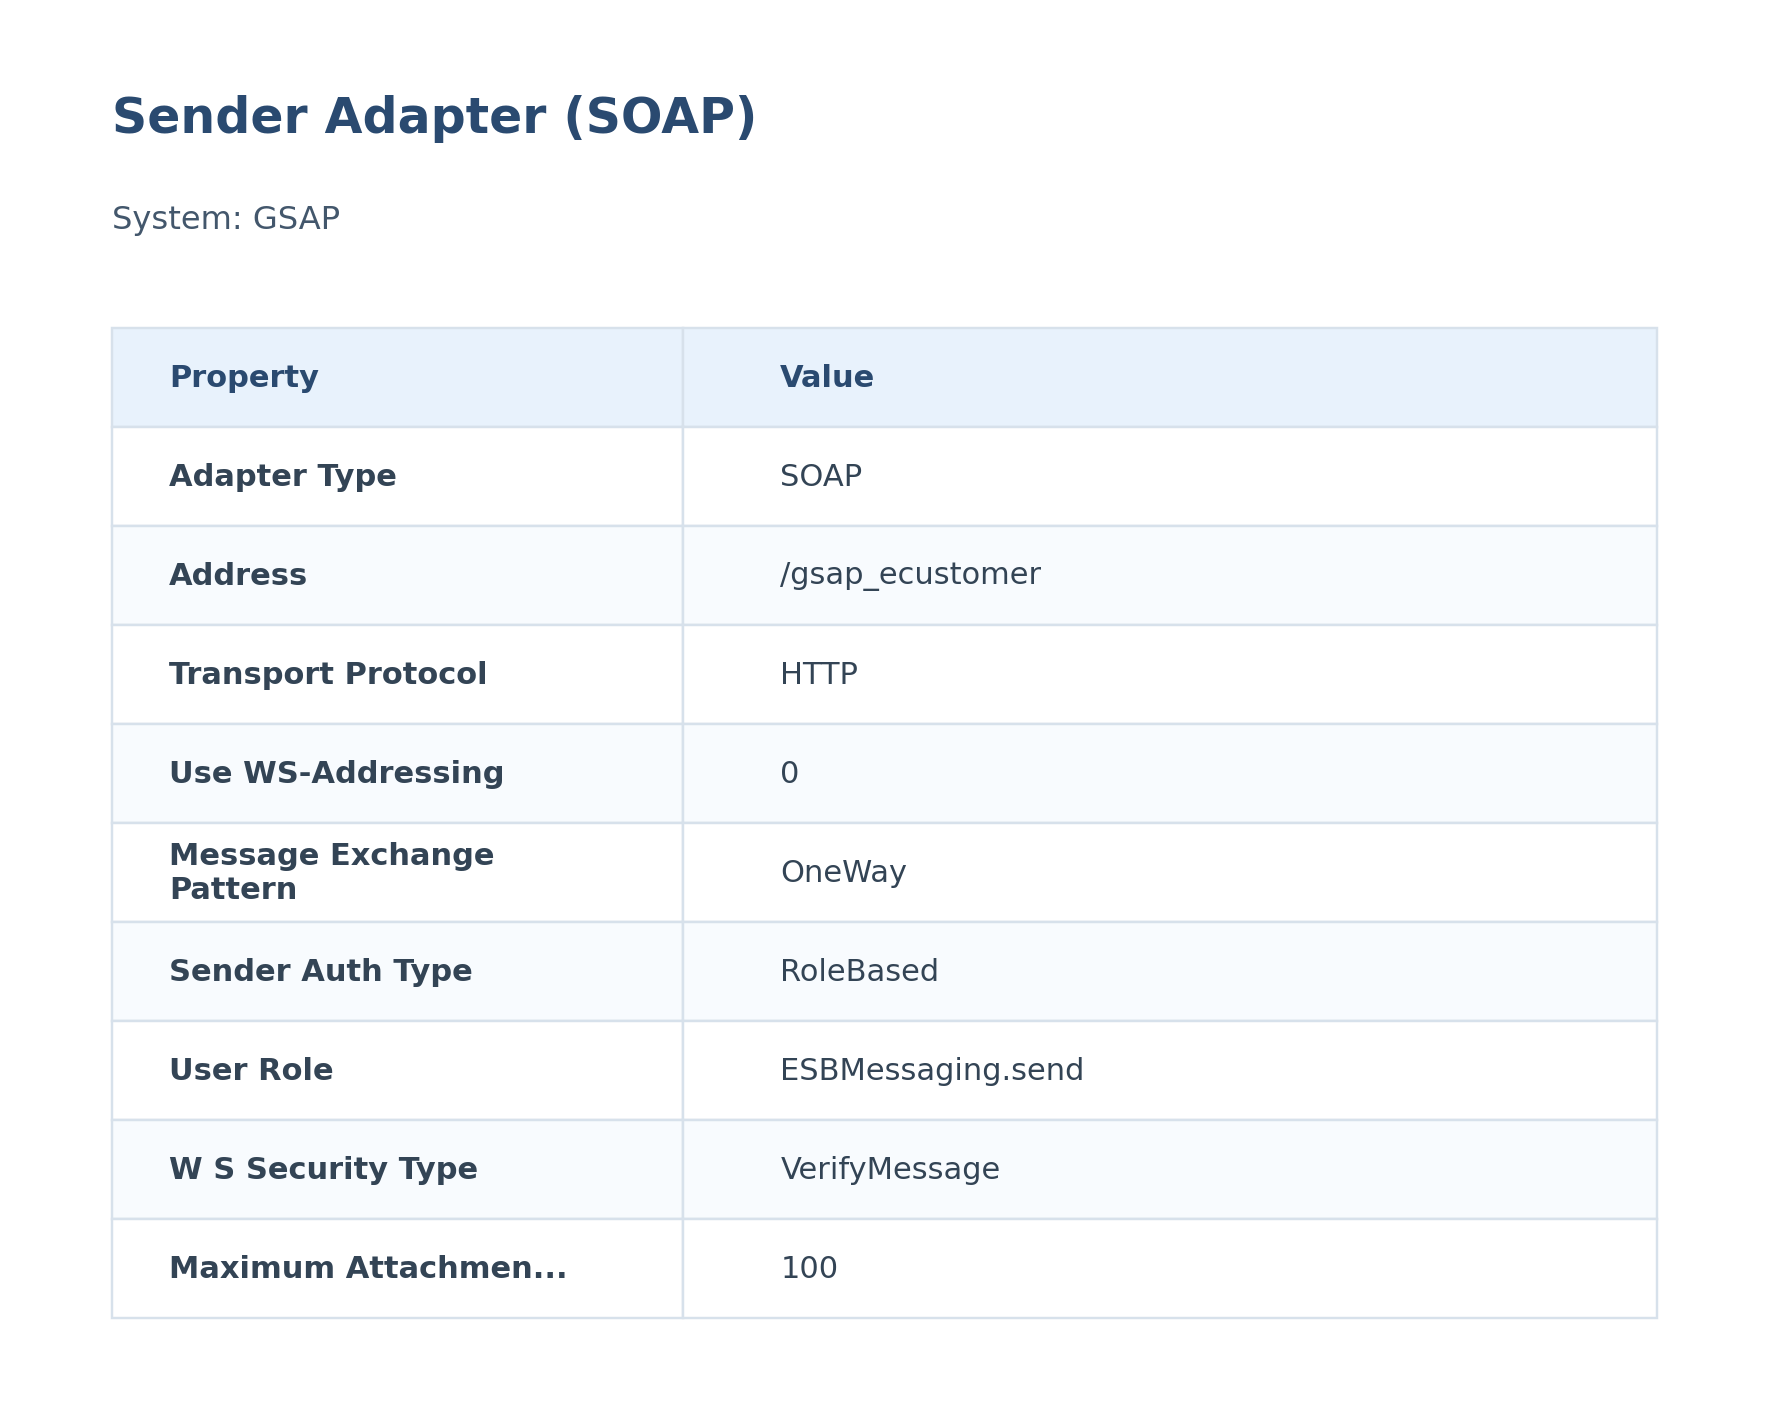 Sender Adapter (SOAP)
System: GSAP
Property Value
Adapter Type SOAP
Address /gsap_ecustomer
Transport Protocol HTTP
Use WS-Addressing 0
Message Exchange
Pattern OneWay
Sender Auth Type RoleBased
User Role ESBMessaging.send
W S Security Type VerifyMessage
Maximum Attachmen... 100